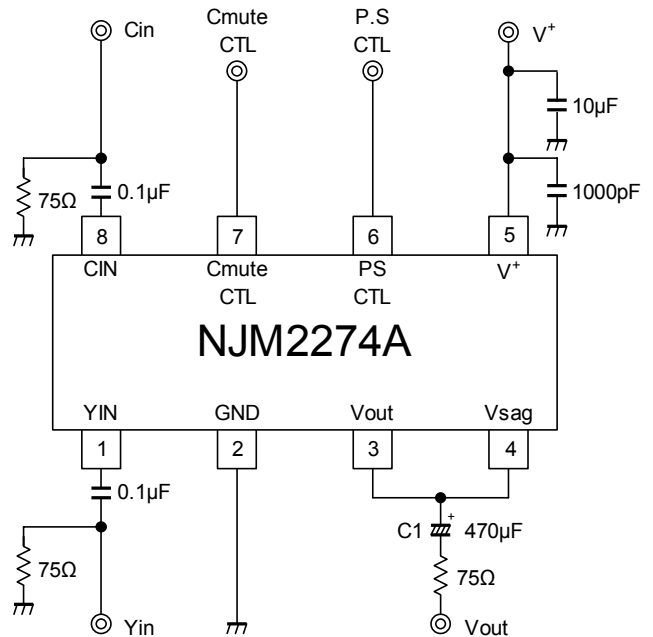 Cin
Cmute
CTL
P.S
CTL
V+
10µF
75Ω
0.1µF
1000pF
8
7
6
5
CIN
Cmute
CTL
PS
CTL
V+
NJM2274A
YIN
GND
Vout
Vsag
1
2
3
4
0.1µF
+
C1
470µF
75Ω
75Ω
Yin
Vout